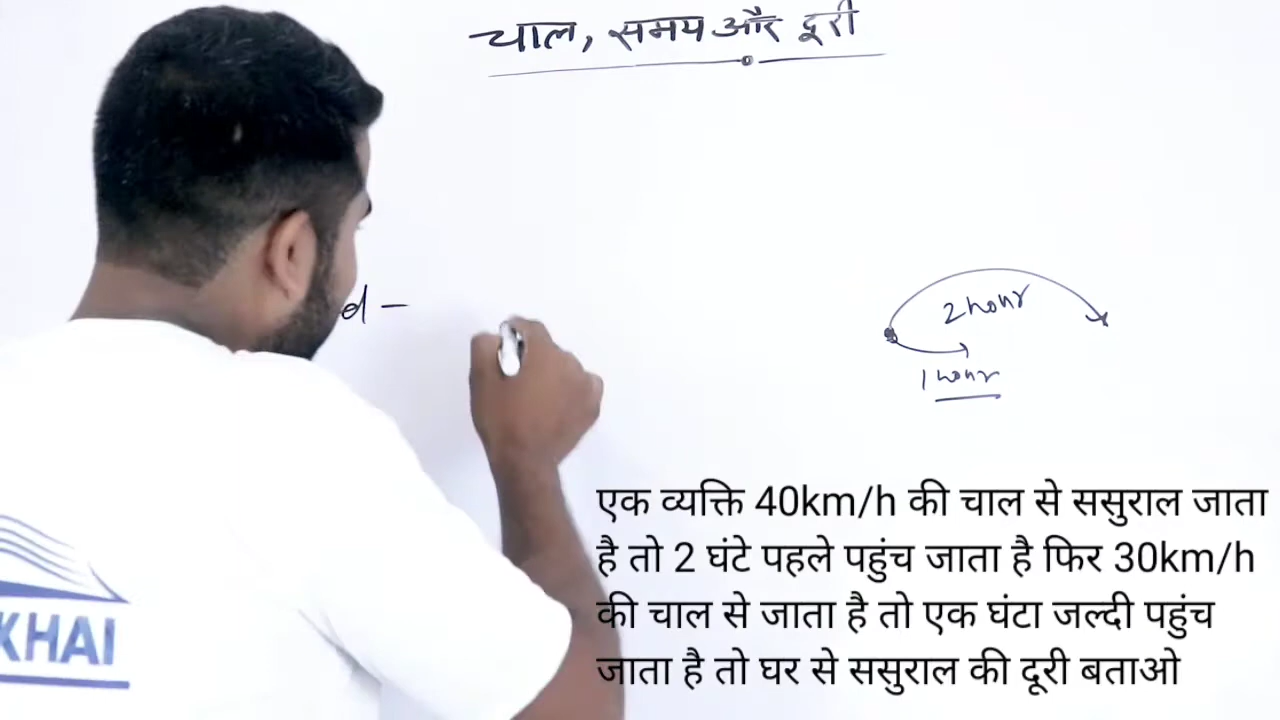 चाल, समय और दूरी
d –
2 hour
1 hour
एक व्यक्ति 40km/h की चाल से ससुराल जाता
है तो 2 घंटे पहले पहुंच जाता है फिर 30km/h
की चाल से जाता है तो एक घंटा जल्दी पहुंच
जाता है तो घर से ससुराल की दूरी बताओ
KHAI